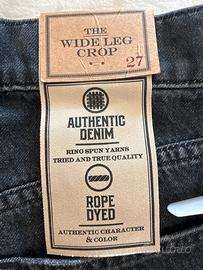 THE
WIDE LEG
CROP
27
AUTHENTIC
DENIM
RING SPUN YARNS
TRIED AND TRUE QUALITY
ROPE
DYED
AUTHENTIC CHARACTER
& COLOR